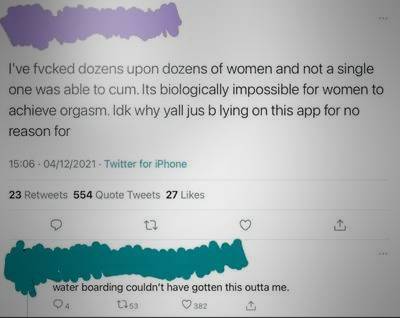 I've fvcked dozens upon dozens of women and not a single
one was able to cum. Its biologically impossible for women to
achieve orgasm. Idk why yall jus b lying on this app for no
reason for
15:06 · 04/12/2021 · Twitter for iPhone
23 Retweets 554 Quote Tweets 27 Likes
water boarding couldn't have gotten this outta me.
4 53 382